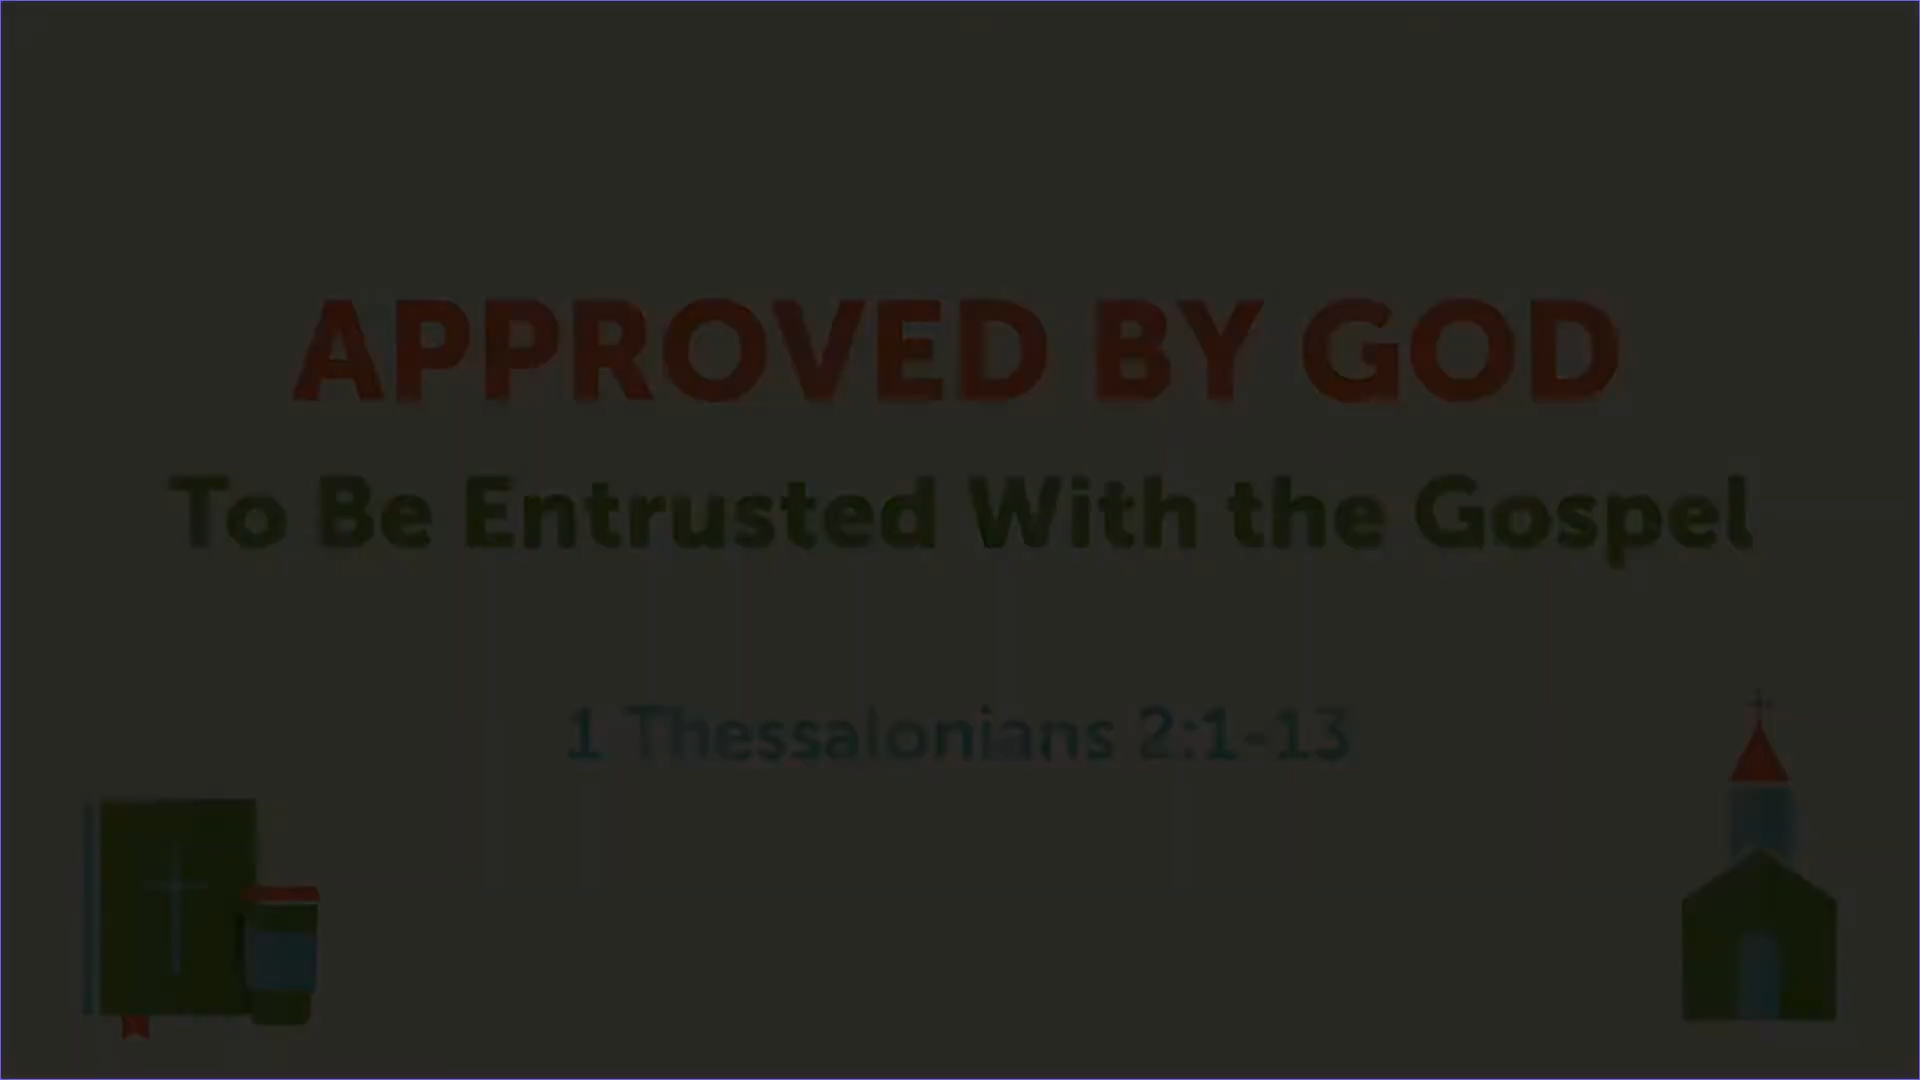 APPROVED BY GOD
To Be Entrusted With the Gospel
1 Thessalonians 2:1-13